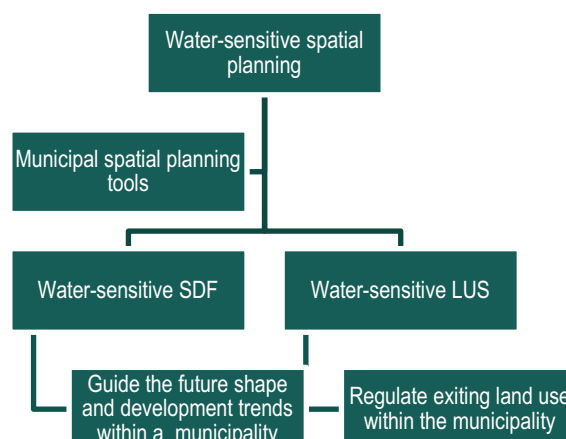 Water-sensitive spatial
planning
Municipal spatial planning
tools
Water-sensitive SDF
Water-sensitive LUS
Guide the future shape
and development trends
within a municipality
Regulate exiting land use
within the municipality